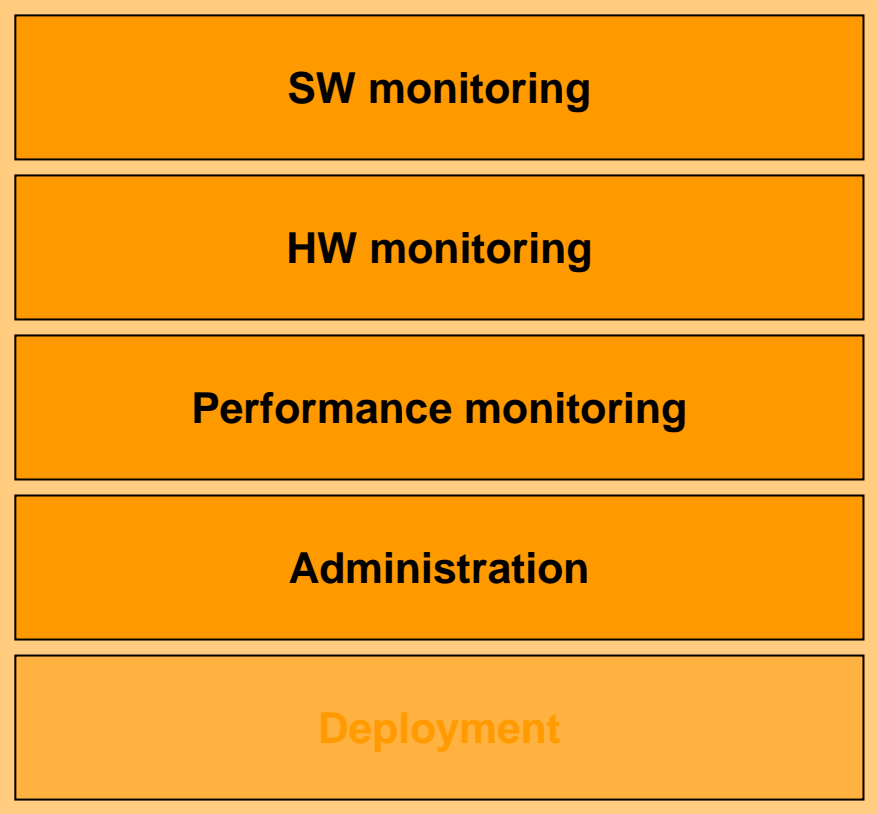 SW monitoring
HW monitoring
Performance monitoring
Administration
Deployment